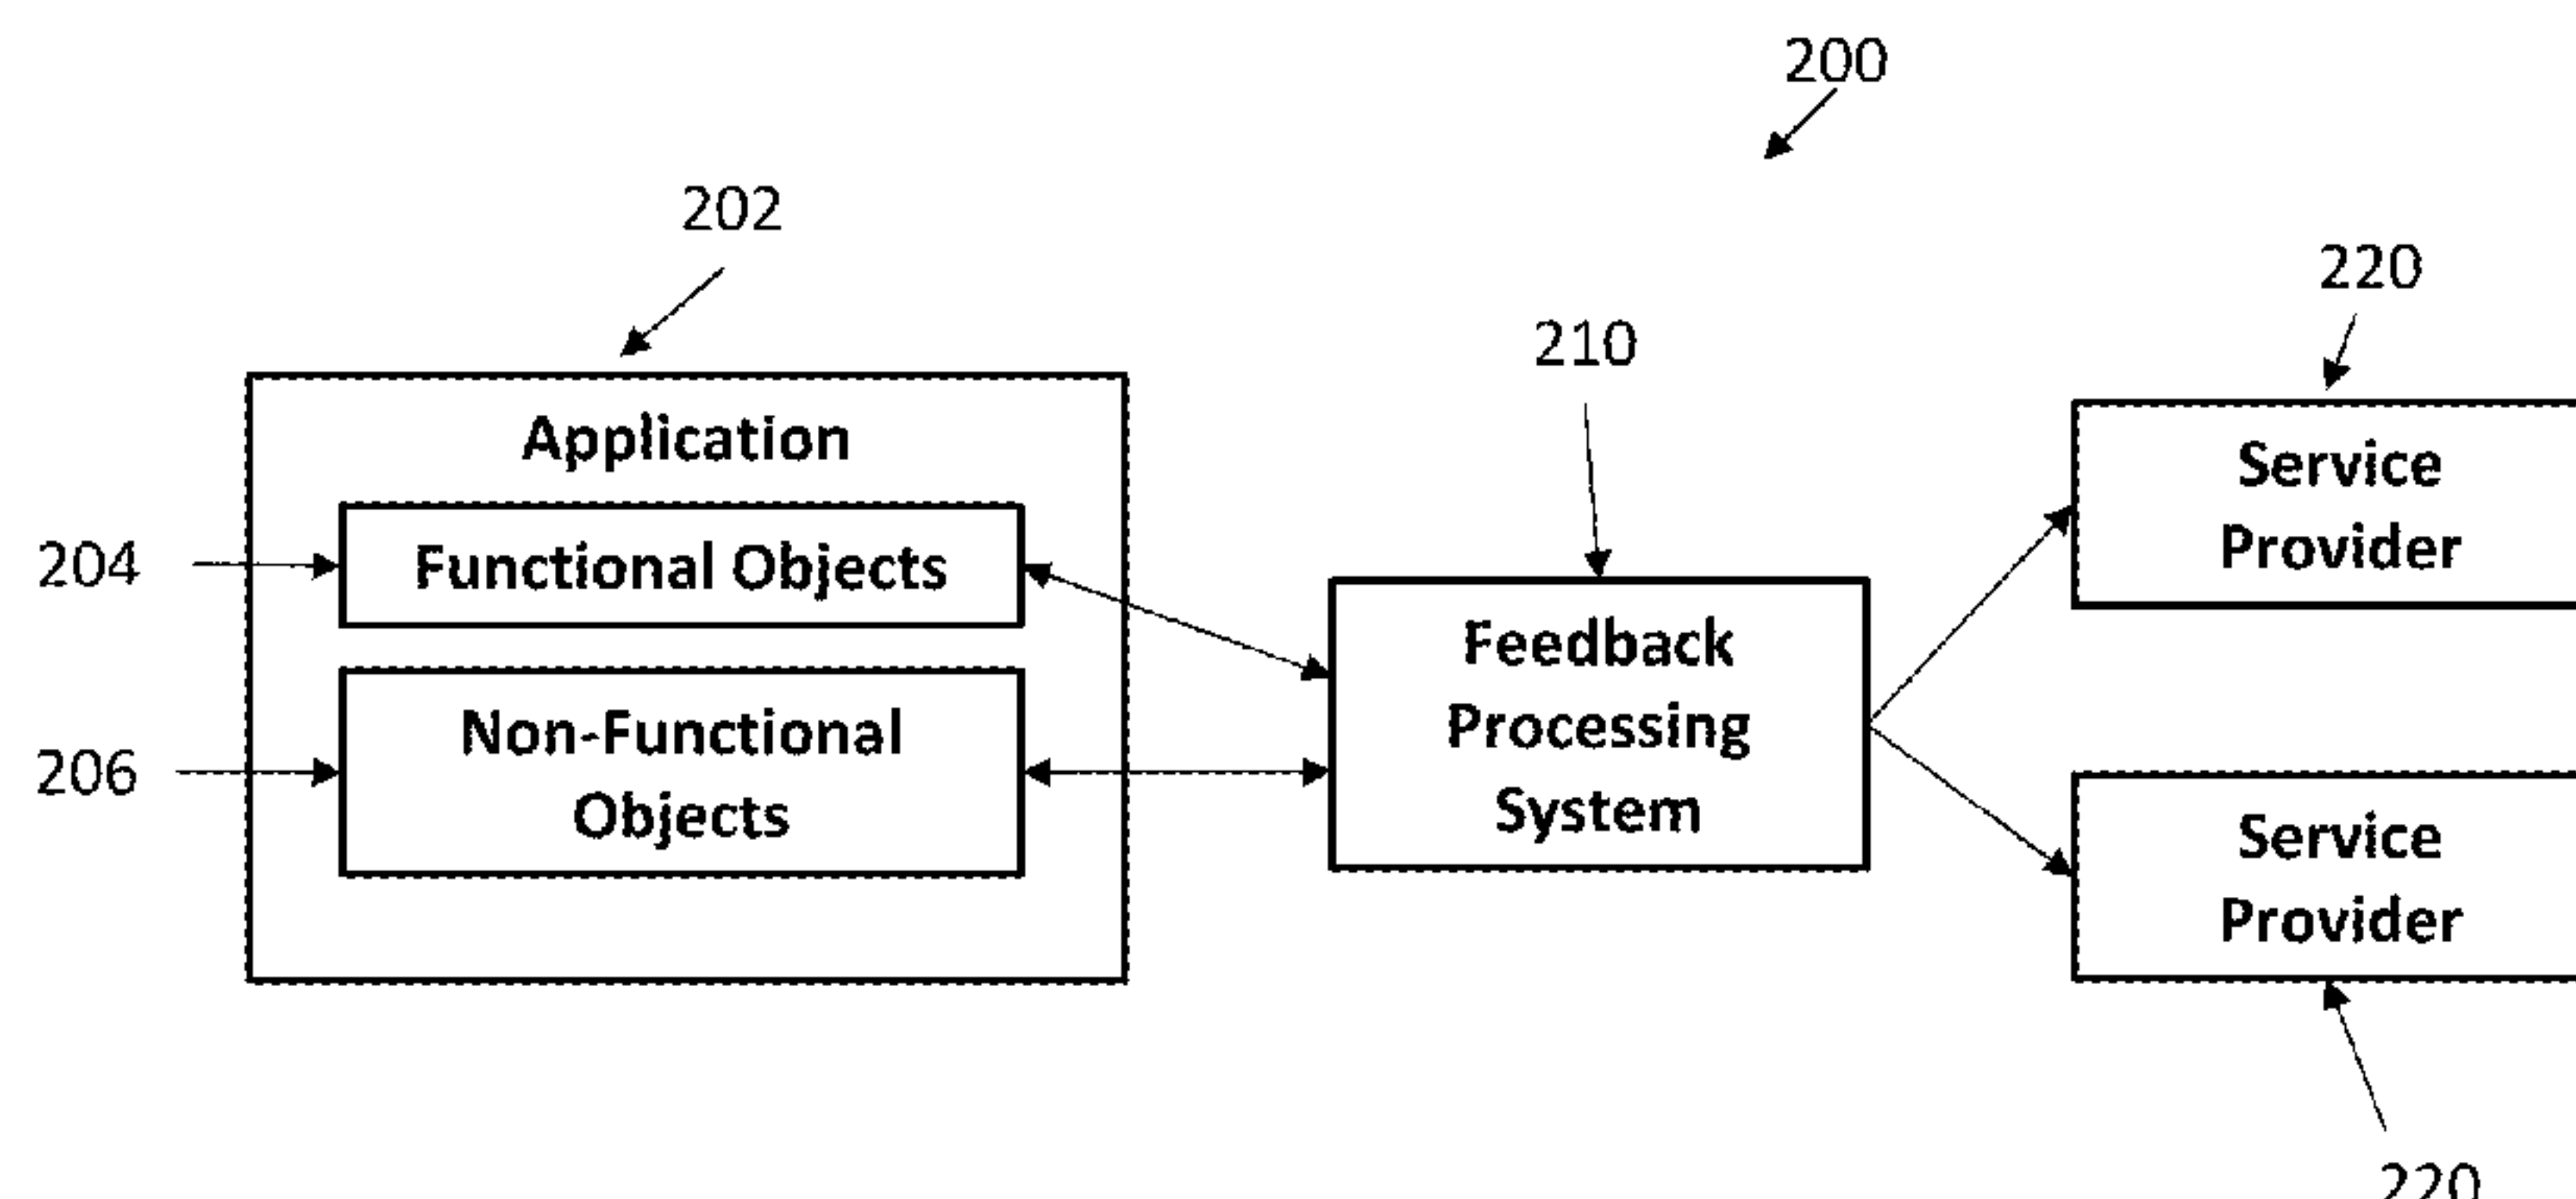 200
202
220
210
Application
Service
Provider
204
Functional Objects
Feedback
Processing
System
206
Non-Functional
Objects
Service
Provider
220